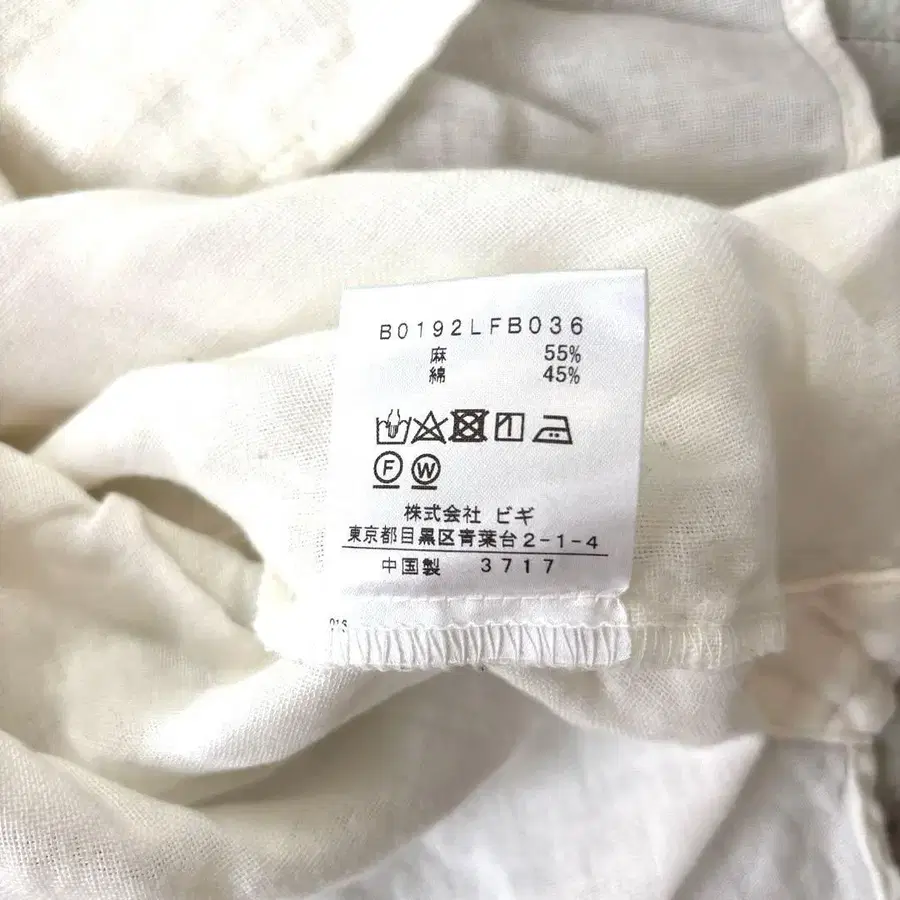 B0192LFB036
麻 55%
綿 45%
F W
株式会社 ビギ
東京都目黒区青葉台2-1-4
中国製 3717